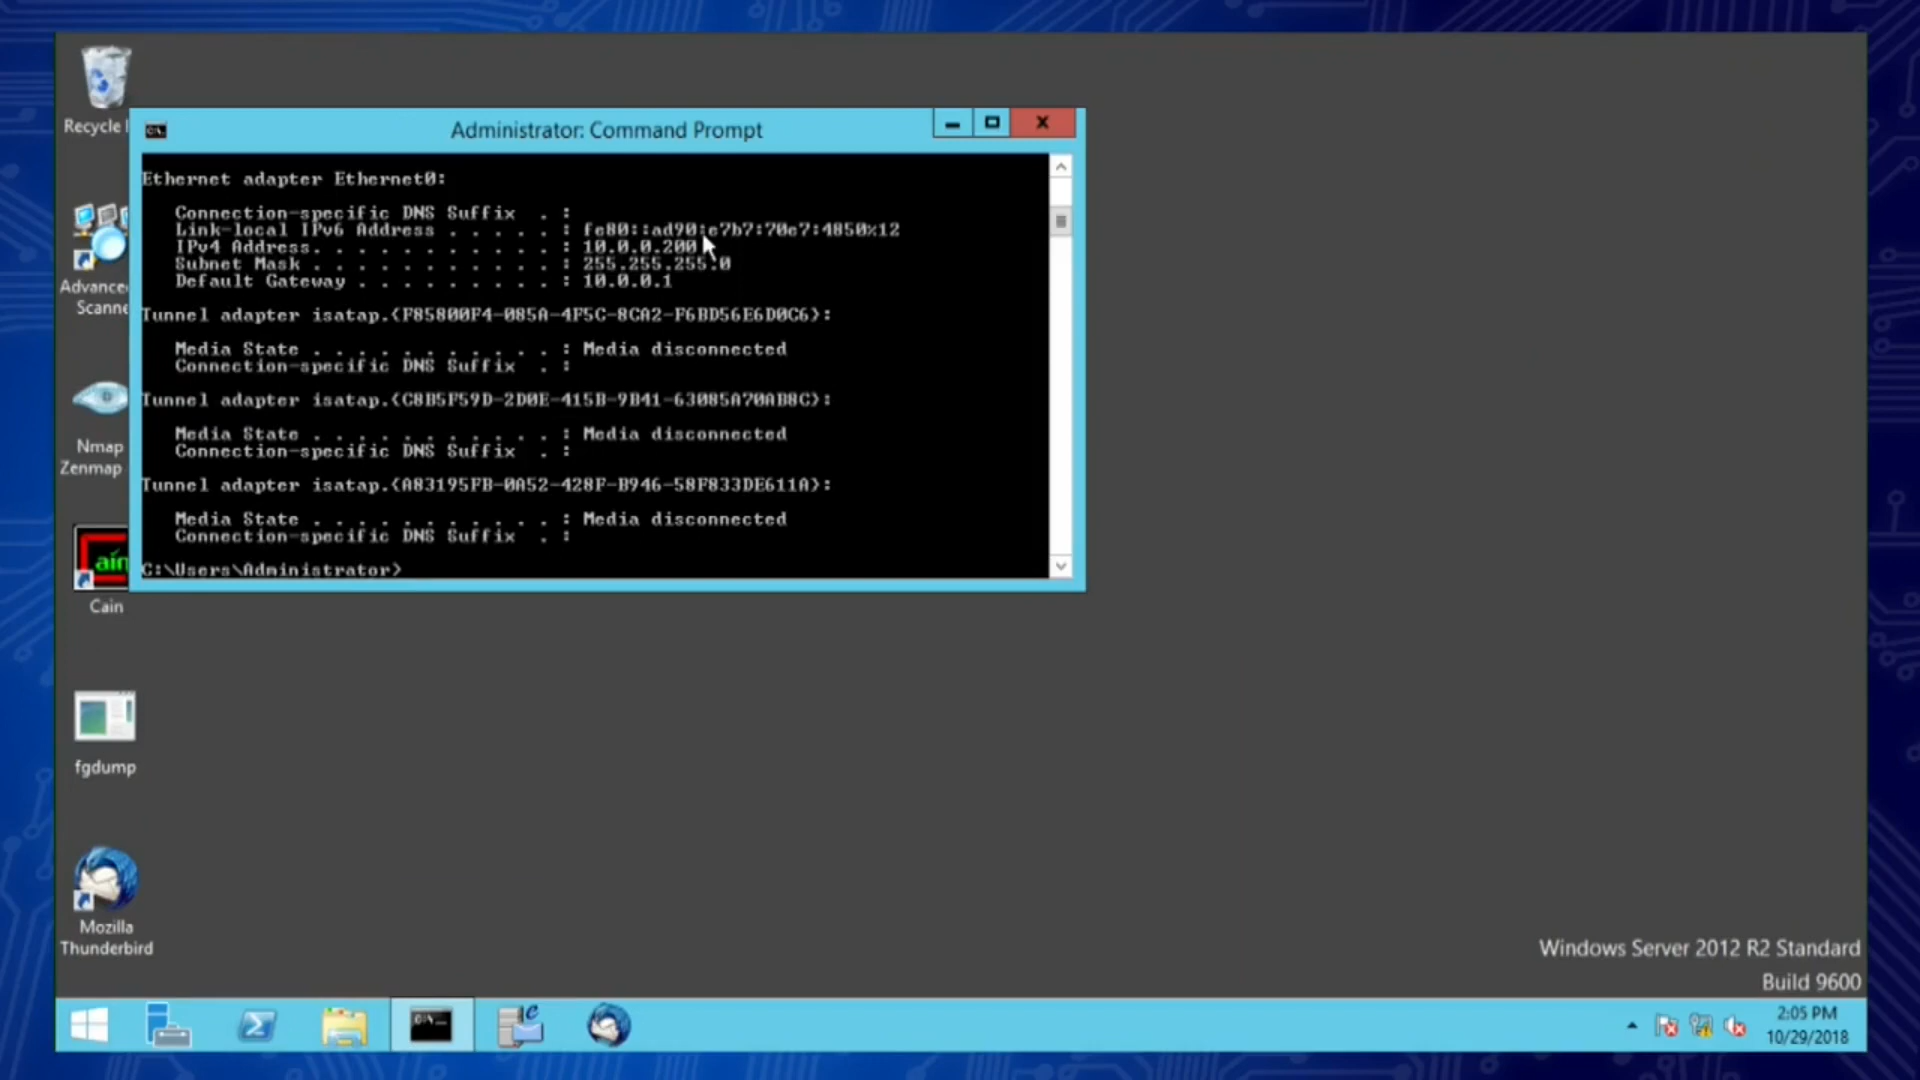 Recycle
Administrator: Command Prompt
Ethernet adapter Ethernet0:
Connection-specific DNS Suffix . :
Link-local IPv6 Address . . . . . : fe80::ad90:e7b7:70e7:4850%12
IPv4 Address. . . . . . . . . . . : 10.0.0.200
Subnet Mask . . . . . . . . . . . : 255.255.255.0
Default Gateway . . . . . . . . . : 10.0.0.1
Tunnel adapter isatap.{F85800F4-085A-4F5C-8CA2-F6BD56E6D0C6}:
Media State . . . . . . . . . . . : Media disconnected
Connection-specific DNS Suffix . :
Tunnel adapter isatap.{C8B5F59D-2D0E-415B-9B41-63085A70AB8C}:
Media State . . . . . . . . . . . : Media disconnected
Connection-specific DNS Suffix . :
Tunnel adapter isatap.{A83195FB-0A52-428F-B946-58F833DE611A}:
Media State . . . . . . . . . . . : Media disconnected
Connection-specific DNS Suffix . :
C:\Users\Administrator>
Advance
Scanne
Nmap
Zenmap
ain
Cain
fgdump
Mozilla
Thunderbird
Windows Server 2012 R2 Standard
Build 9600
2:05 PM
10/29/2018